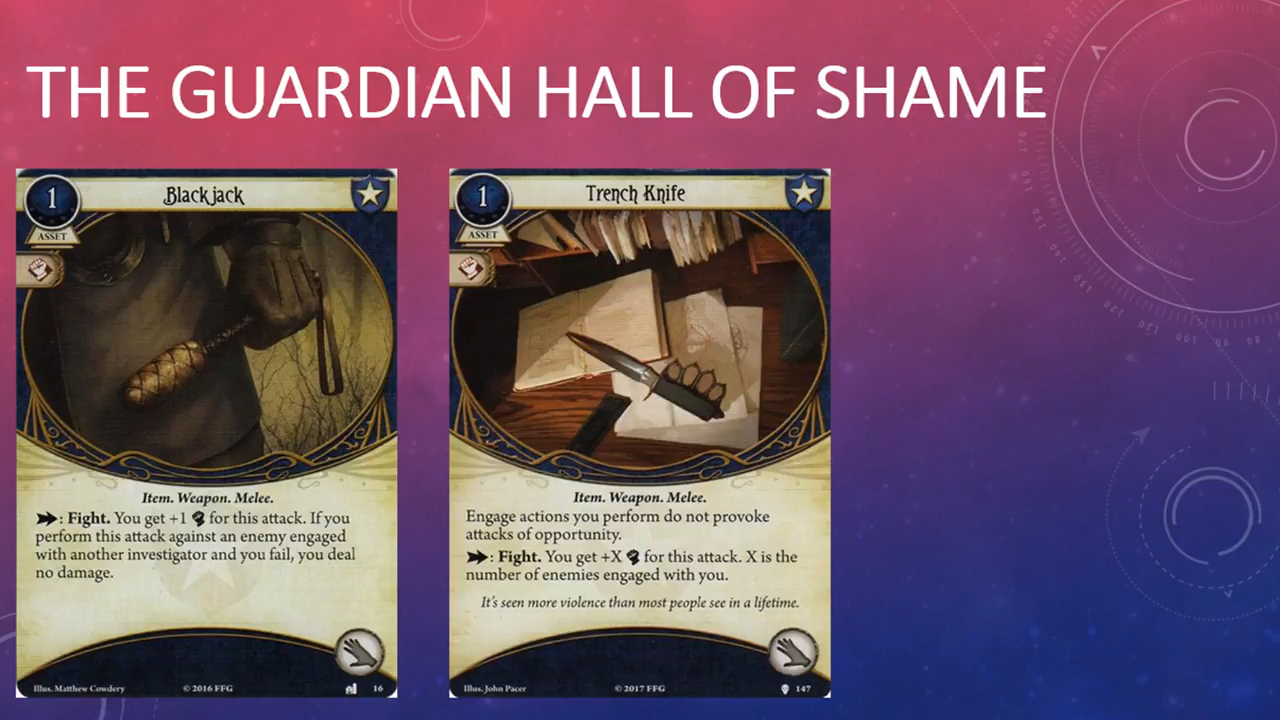 THE GUARDIAN HALL OF SHAME
1
Blackjack
ASSET
Item. Weapon. Melee.
: Fight. You get +1 for this attack. If you
perform this attack against an enemy engaged
with another investigator and you fail, you deal
no damage.
Illus. Matthew Cowdery © 2016 FFG 16
1
Trench Knife
ASSET
Item. Weapon. Melee.
Engage actions you perform do not provoke
attacks of opportunity.
: Fight. You get +X for this attack. X is the
number of enemies engaged with you.
It's seen more violence than most people see in a lifetime.
Illus. John Pacer © 2017 FFG 147